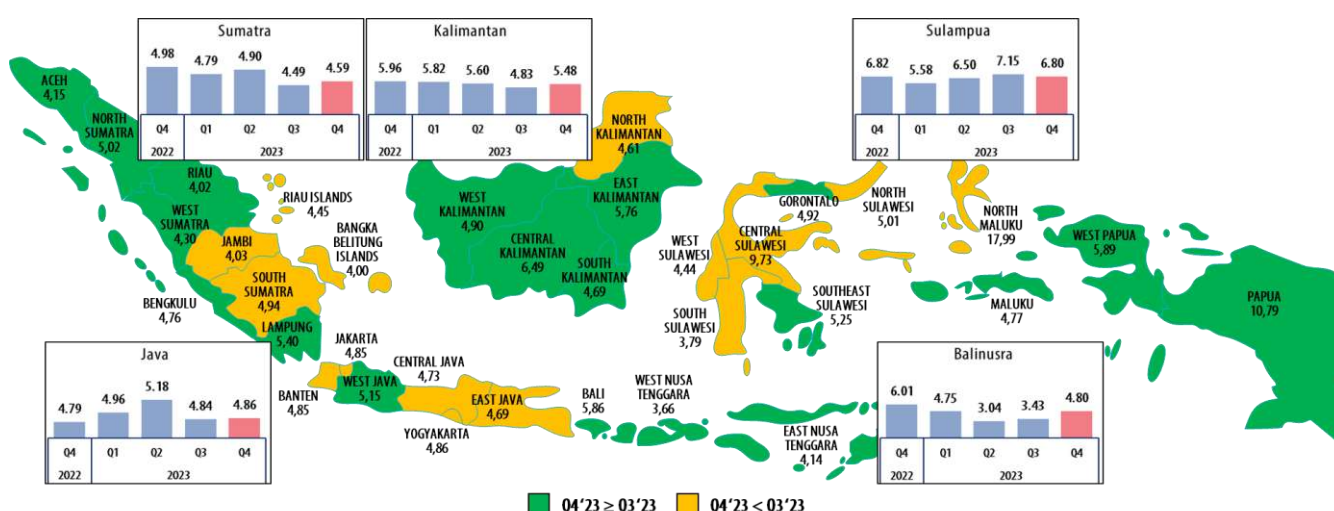 Sumatra
4.98
4.79
4.90
4.49
4.59
Q4
Q1
Q2
Q3
Q4
2022
2023
Kalimantan
5.96
5.82
5.60
4.83
5.48
Q4
Q1
Q2
Q3
Q4
2022
2023
Sulampua
6.82
5.58
6.50
7.15
6.80
Q4
Q1
Q2
Q3
Q4
2022
2023
ACEH
4,15
NORTH
SUMATRA
5,02
RIAU
4,02
WEST
SUMATRA
4,30
RIAU ISLANDS
4,45
JAMBI
4,03
BANGKA
BELITUNG
ISLANDS
4,00
SOUTH
SUMATRA
4,94
BENGKULU
4,76
LAMPUNG
5,40
NORTH
KALIMANTAN
4,61
EAST
KALIMANTAN
5,76
WEST
KALIMANTAN
4,90
CENTRAL
KALIMANTAN
6,49
SOUTH
KALIMANTAN
4,69
GORONTALO
4,92
NORTH
SULAWESI
5,01
WEST
SULAWESI
4,44
CENTRAL
SULAWESI
9,73
SOUTHEAST
SULAWESI
5,25
SOUTH
SULAWESI
3,79
NORTH
MALUKU
17,99
MALUKU
4,77
WEST PAPUA
5,89
PAPUA
10,79
JAKARTA
4,85
BANTEN
4,85
WEST JAVA
5,15
CENTRAL JAVA
4,73
YOGYAKARTA
4,86
EAST JAVA
4,69
BALI
5,86
WEST NUSA
TENGGARA
3,66
EAST NUSA
TENGGARA
4,14
Java
4.79
4.96
5.18
4.84
4.86
Q4
Q1
Q2
Q3
Q4
2022
2023
Balinusra
6.01
4.75
3.04
3.43
4.80
Q4
Q1
Q2
Q3
Q4
2022
2023
Q4‘23 ≥ Q3‘23
Q4‘23 < Q3‘23